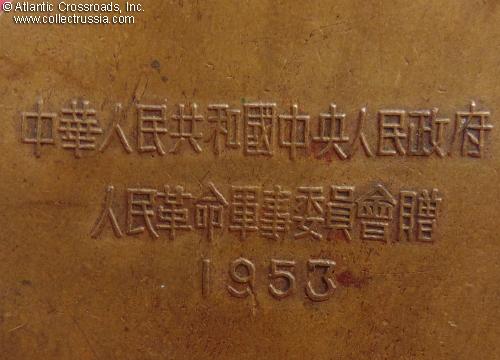 © Atlantic Crossroads, Inc.
www.collectrussia.com
中華人民共和國中央人民政府
人民革命軍事委員會贈
1953